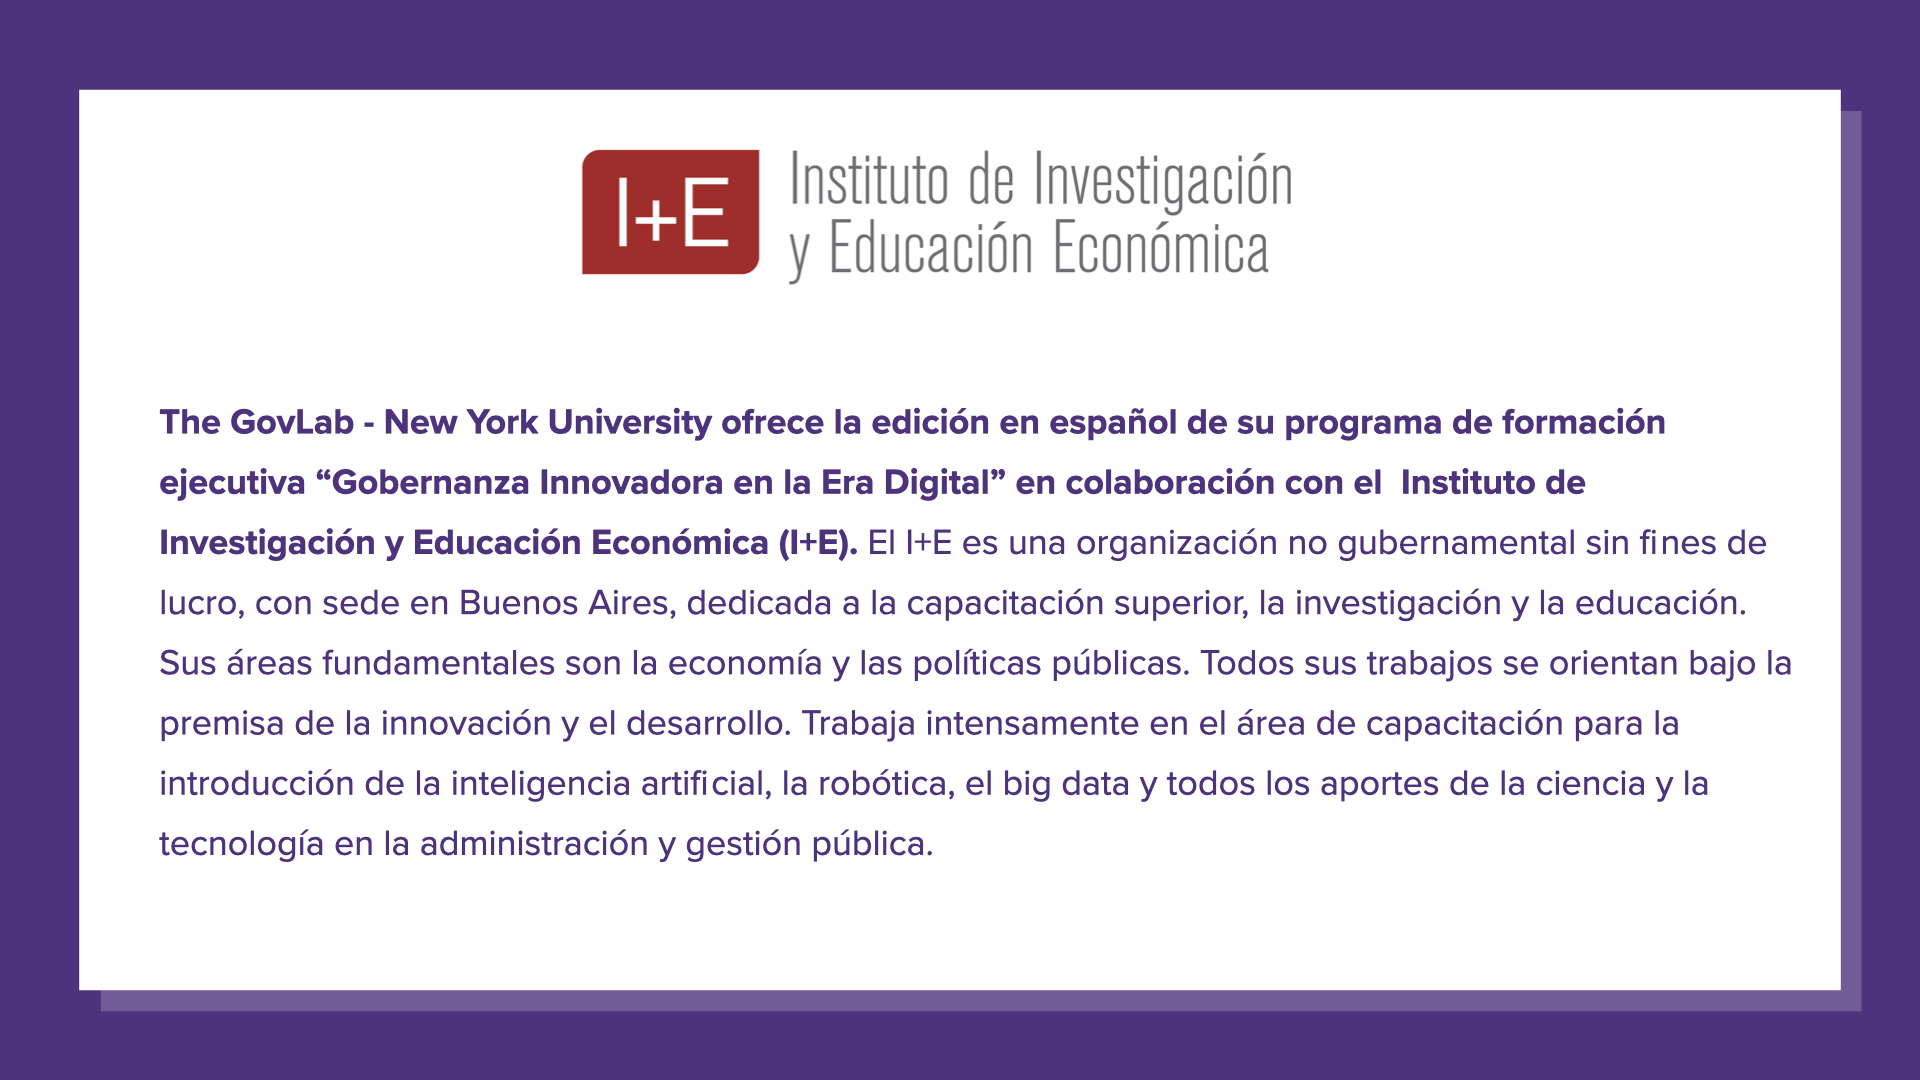 I+E
Instituto de Investigación
y Educación Económica
The GovLab - New York University ofrece la edición en español de su programa de formación
ejecutiva “Gobernanza Innovadora en la Era Digital” en colaboración con el  Instituto de
Investigación y Educación Económica (I+E). El I+E es una organización no gubernamental sin fines de
lucro, con sede en Buenos Aires, dedicada a la capacitación superior, la investigación y la educación.
Sus áreas fundamentales son la economía y las políticas públicas. Todos sus trabajos se orientan bajo la
premisa de la innovación y el desarrollo. Trabaja intensamente en el área de capacitación para la
introducción de la inteligencia artificial, la robótica, el big data y todos los aportes de la ciencia y la
tecnología en la administración y gestión pública.